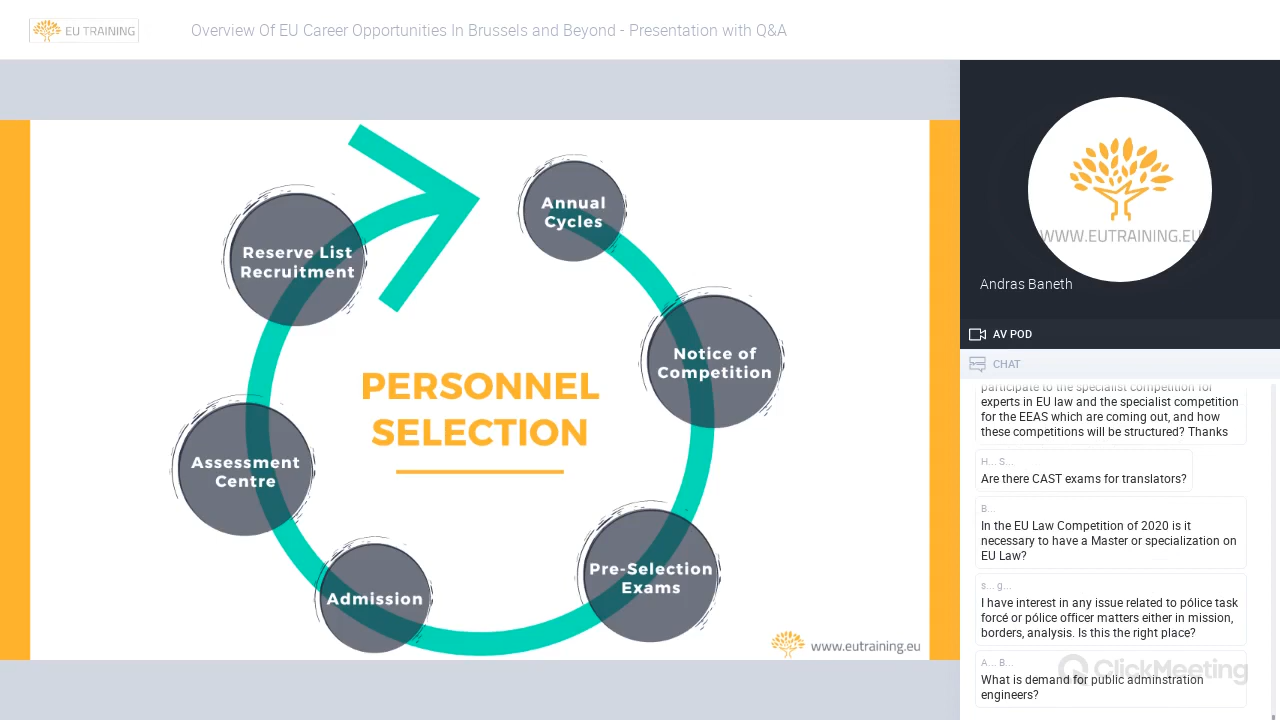 EU TRAINING
Overview Of EU Career Opportunities In Brussels and Beyond - Presentation with Q&A
Annual
Cycles
Reserve List
Recruitment
Notice of
Competition
PERSONNEL
SELECTION
Assessment
Centre
Pre-Selection
Exams
Admission
www.eutraining.eu
WWW.EUTRAINING.EU
Andras Baneth
AV POD
CHAT
participate to the specialist competition for
experts in EU law and the specialist competition
for the EEAS which are coming out, and how
these competitions will be structured? Thanks
H... S...
Are there CAST exams for translators?
B...
In the EU Law Competition of 2020 is it
necessary to have a Master or specialization on
EU Law?
s... g...
I have interest in any issue related to pólice task
forcé or pólice officer matters either in mission,
borders, analysis. Is this the right place?
A... B...
What is demand for public adminstration
engineers?
ClickMeeting